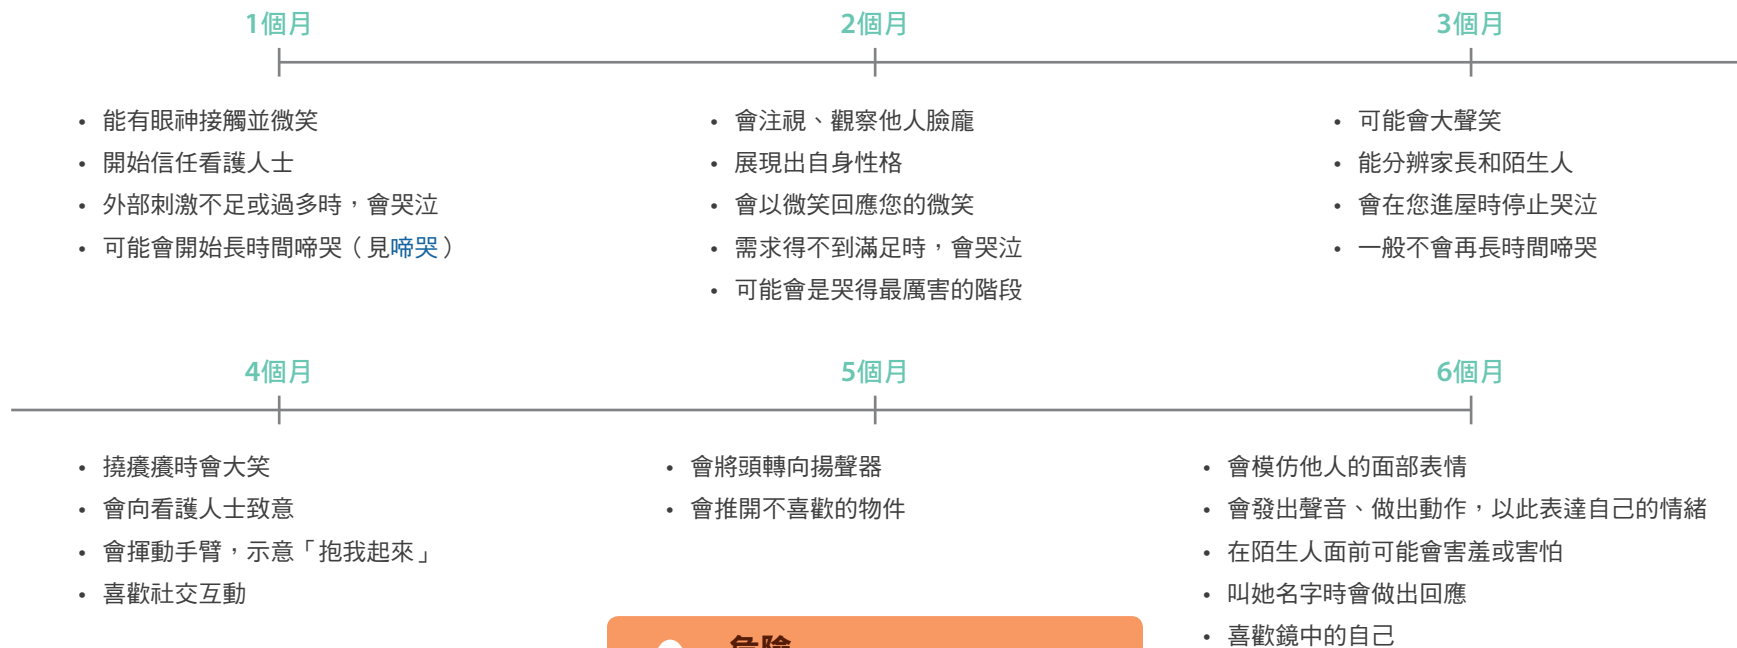 1個月
• 能有眼神接觸並微笑
• 開始信任看護人士
• 外部刺激不足或過多時，會哭泣
• 可能會開始長時間啼哭（見啼哭）
2個月
• 會注視、觀察他人臉龐
• 展現出自身性格
• 會以微笑回應您的微笑
• 需求得不到滿足時，會哭泣
• 可能會是哭得最厲害的階段
3個月
• 可能會大聲笑
• 能分辨家長和陌生人
• 會在您進屋時停止哭泣
• 一般不會再長時間啼哭
4個月
• 撓癢癢時會大笑
• 會向看護人士致意
• 會揮動手臂，示意「抱我起來」
• 喜歡社交互動
5個月
• 會將頭轉向揚聲器
• 會推開不喜歡的物件
6個月
• 會模仿他人的面部表情
• 會發出聲音、做出動作，以此表達自己的情緒
• 在陌生人面前可能會害羞或害怕
• 叫她名字時會做出回應
• 喜歡鏡中的自己
危險